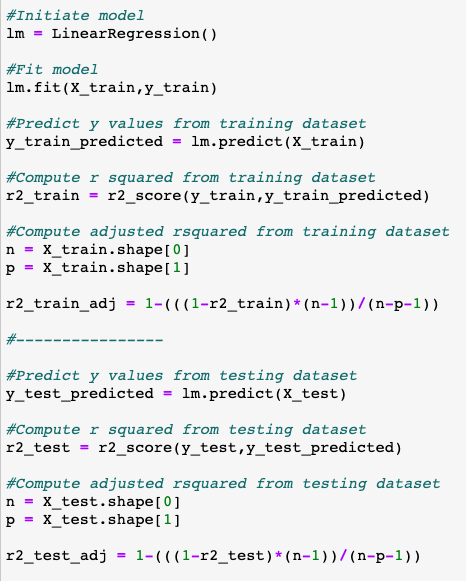 #Initiate model
lm = LinearRegression()
#Fit model
lm.fit(X_train,y_train)
#Predict y values from training dataset
y_train_predicted = lm.predict(X_train)
#Compute r squared from training dataset
r2_train = r2_score(y_train,y_train_predicted)
#Compute adjusted rsquared from training dataset
n = X_train.shape[0]
p = X_train.shape[1]
r2_train_adj = 1-(((1-r2_train)*(n-1))/(n-p-1))
#----------------
#Predict y values from testing dataset
y_test_predicted = lm.predict(X_test)
#Compute r squared from testing dataset
r2_test = r2_score(y_test,y_test_predicted)
#Compute adjusted rsquared from testing dataset
n = X_test.shape[0]
p = X_test.shape[1]
r2_test_adj = 1-(((1-r2_test)*(n-1))/(n-p-1))